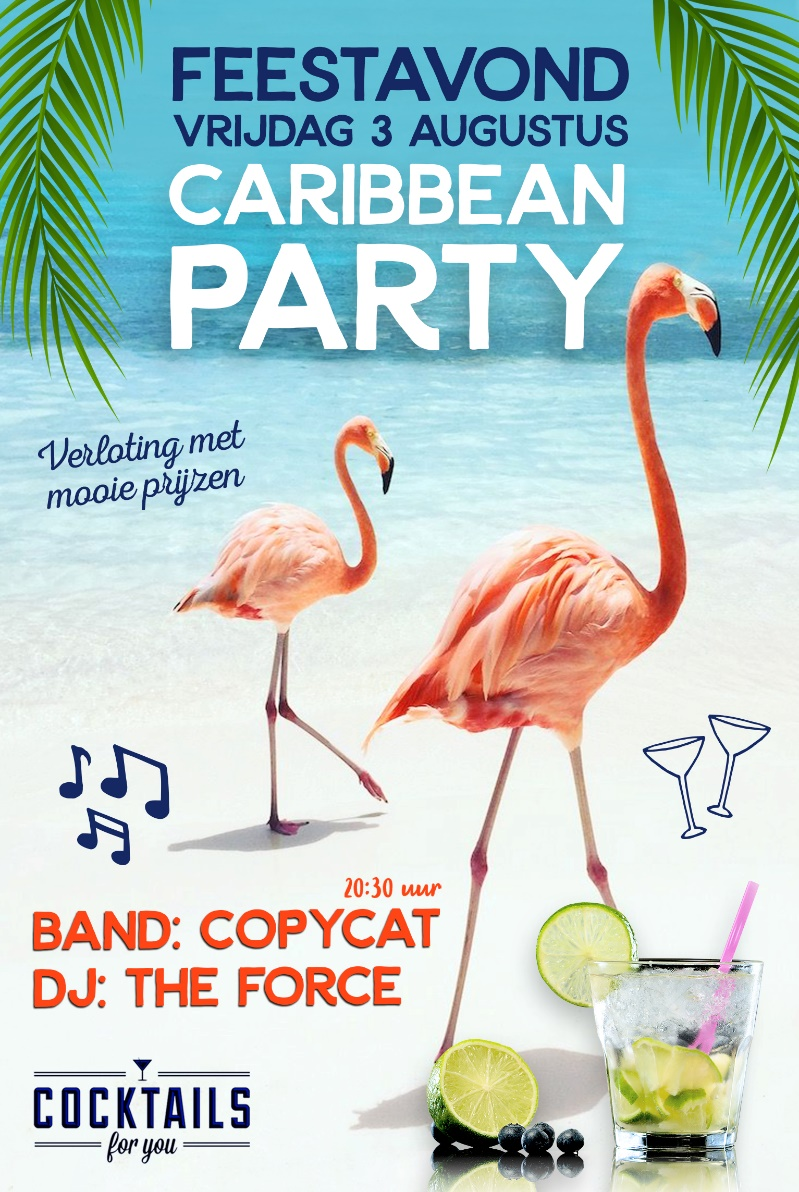 FEESTAVOND
VRIJDAG 3 AUGUSTUS
CARIBBEAN
PARTY
Verloting met
mooie prijzen
20:30 uur
BAND: COPYCAT
DJ: THE FORCE
COCKTAILS
for you